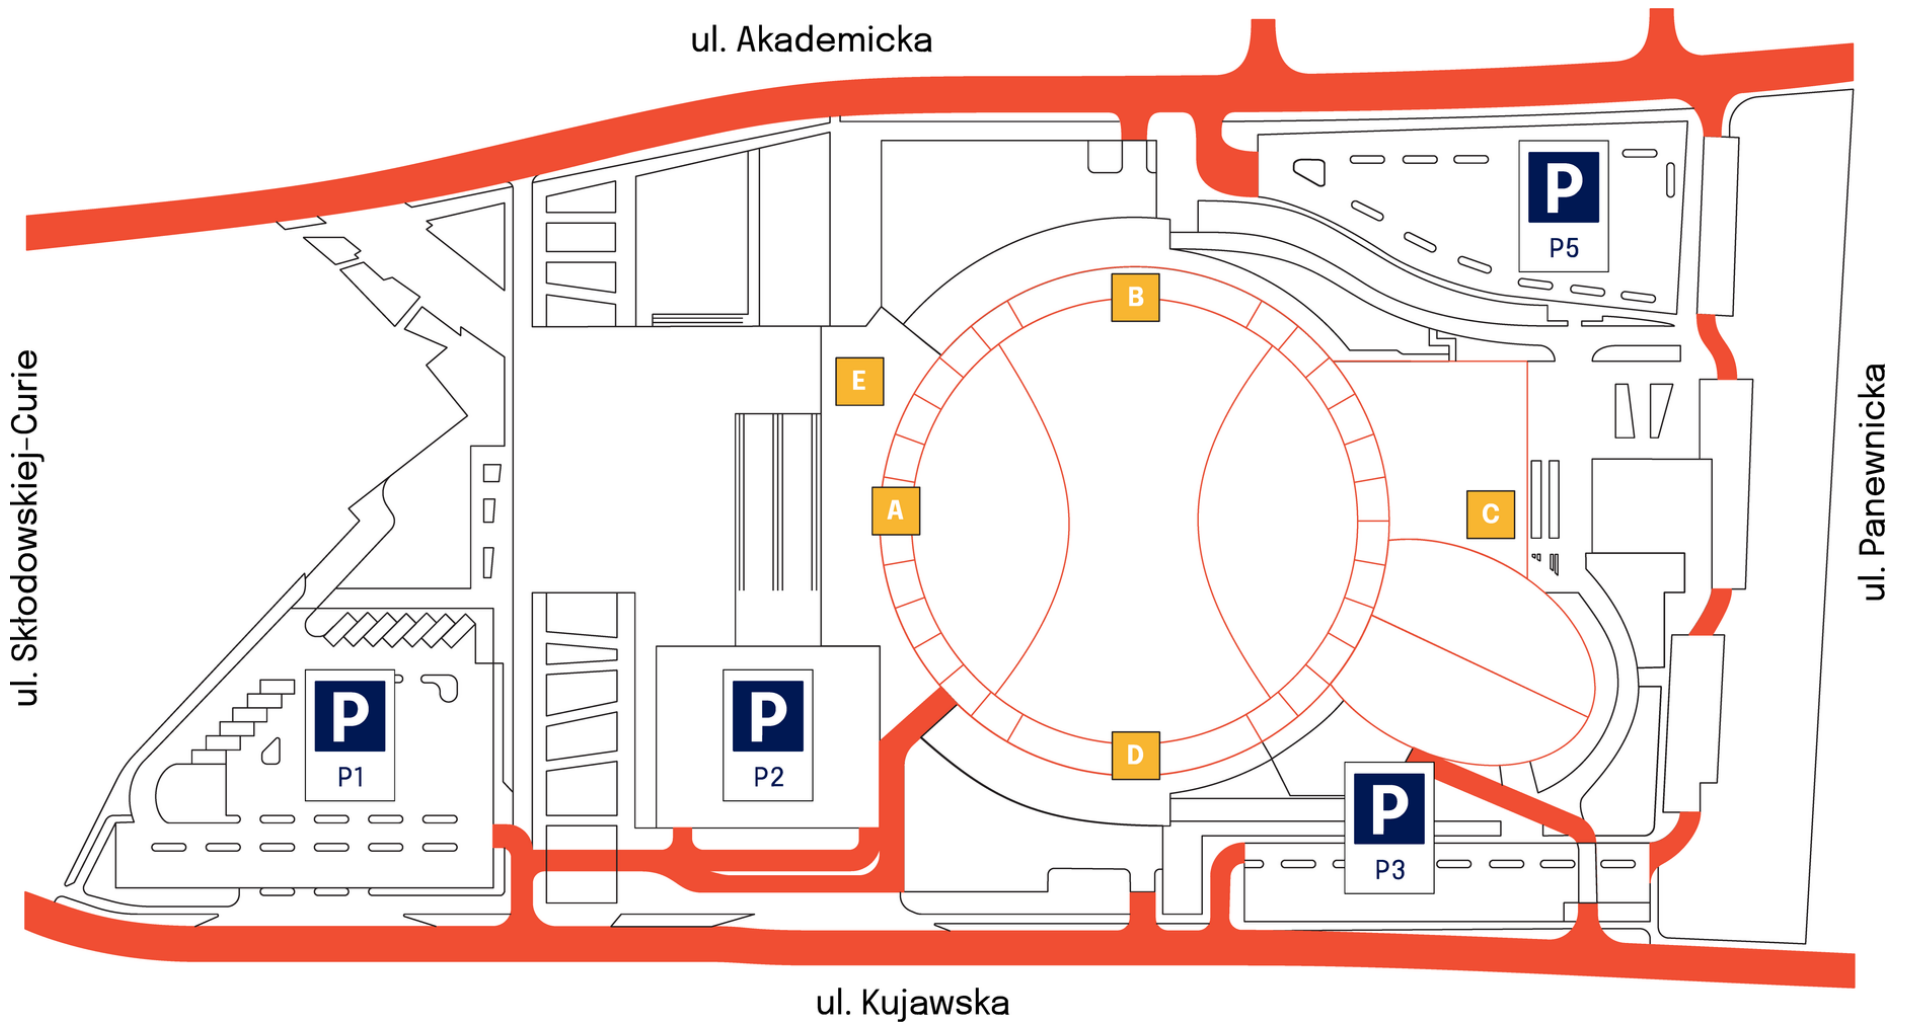 ul. Akademicka
P
P5
B
E
ul. Skłodowskiej-Curie
ul. Panewnicka
A
C
P
P1
P
P2
D
P
P3
ul. Kujawska